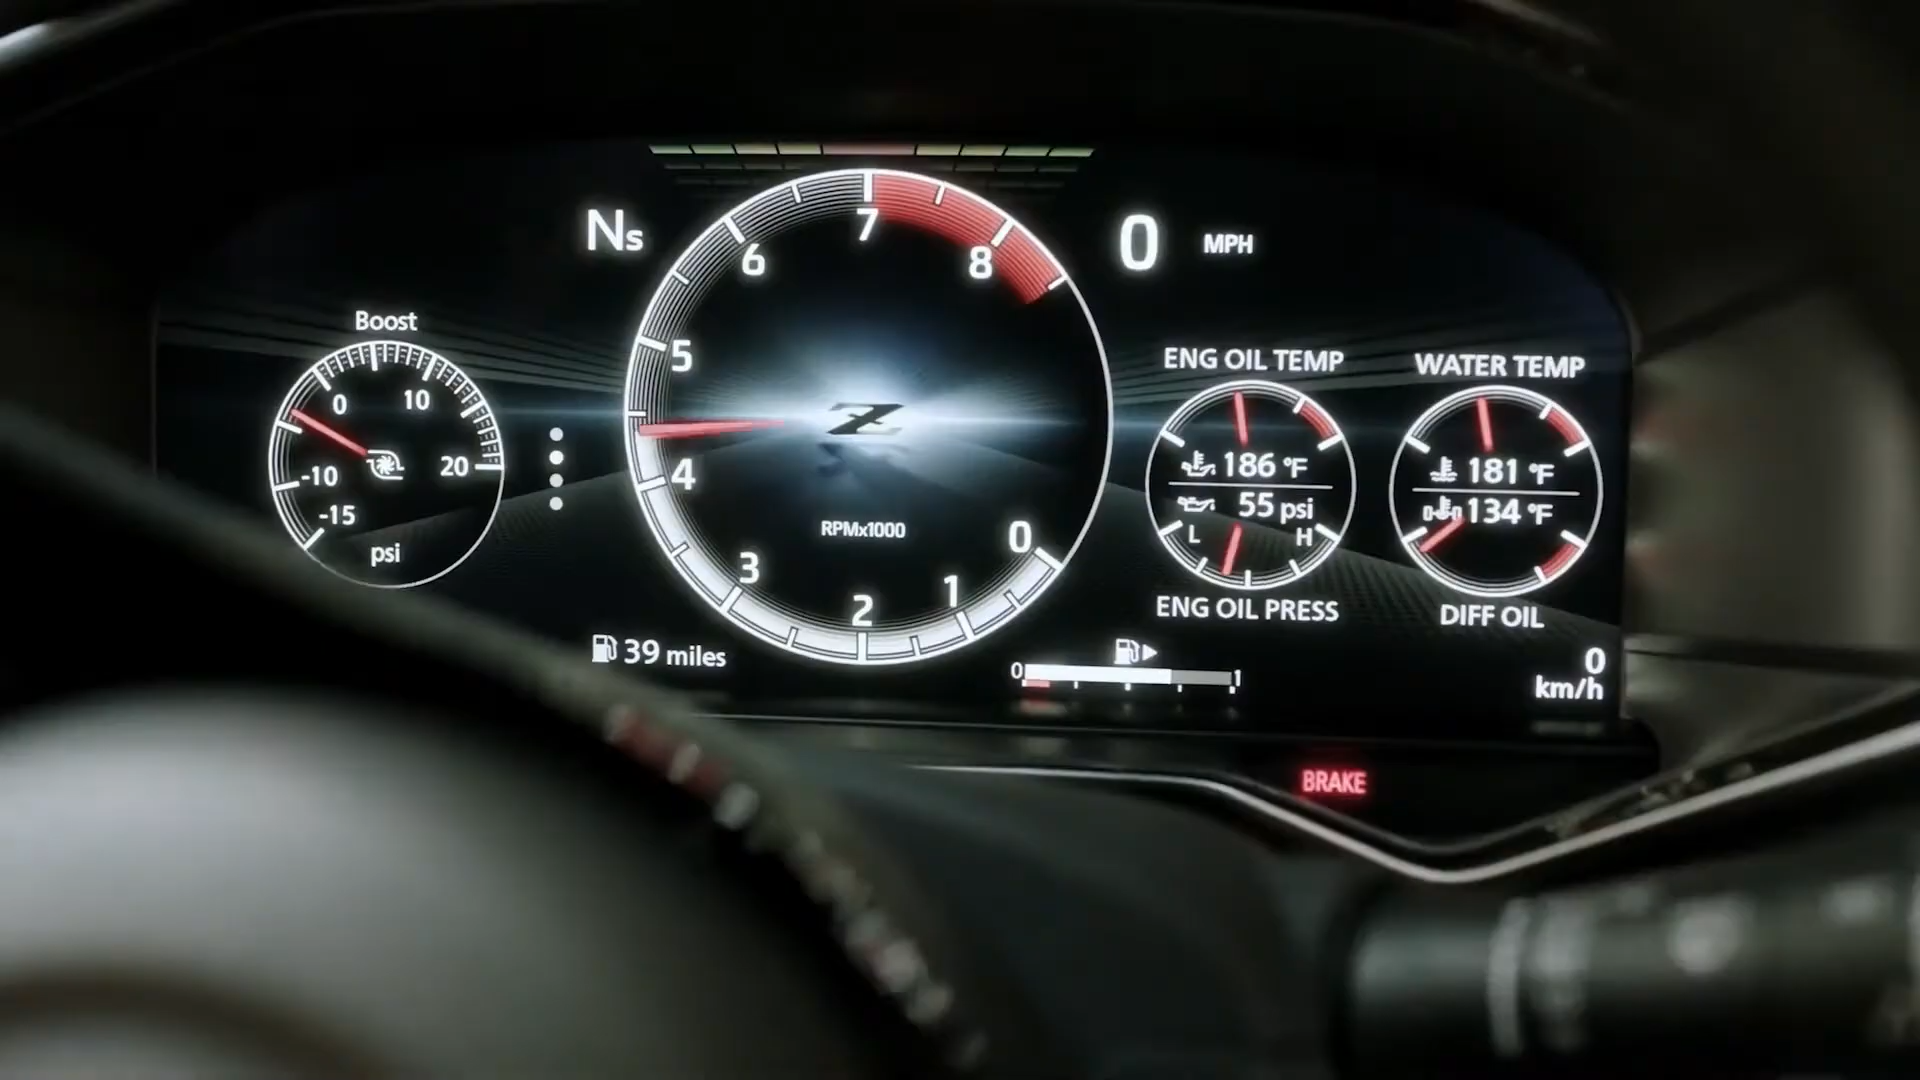 Ns
0 MPH
7
6
8
5
4
3
2
1
0
RPMx1000
Z
Boost
0
10
-10
20
-15
psi
ENG OIL TEMP
186 °F
55 psi
L H
ENG OIL PRESS
WATER TEMP
181 °F
134 °F
DIFF OIL
39 miles
0 1
0
km/h
BRAKE